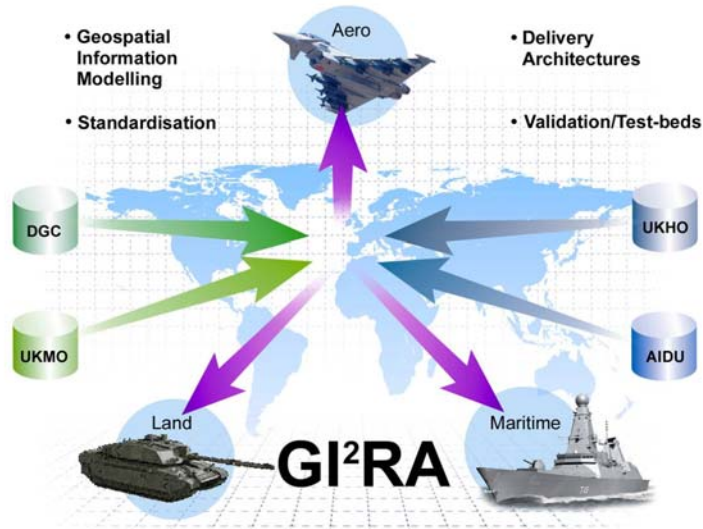 Aero
• Geospatial
Information
Modelling
• Standardisation
• Delivery
Architectures
• Validation/Test-beds
DGC
UKHO
UKMO
AIDU
Land
Maritime
GI²RA